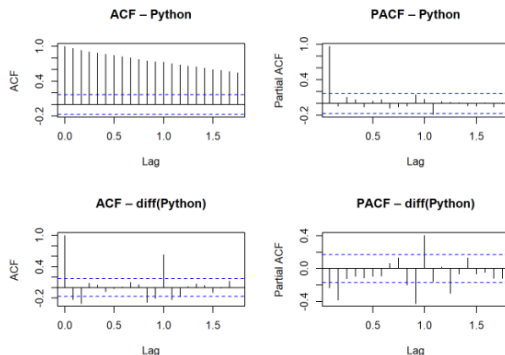 ACF – Python
PACF – Python
ACF
1.0
0.4
-0.2
0.0
0.5
1.0
1.5
Lag
Partial ACF
1.0
0.4
-0.2
0.5
1.0
1.5
Lag
ACF – diff(Python)
PACF – diff(Python)
ACF
1.0
0.4
-0.2
0.0
0.5
1.0
1.5
Lag
Partial ACF
0.4
0.0
-0.4
0.5
1.0
1.5
Lag